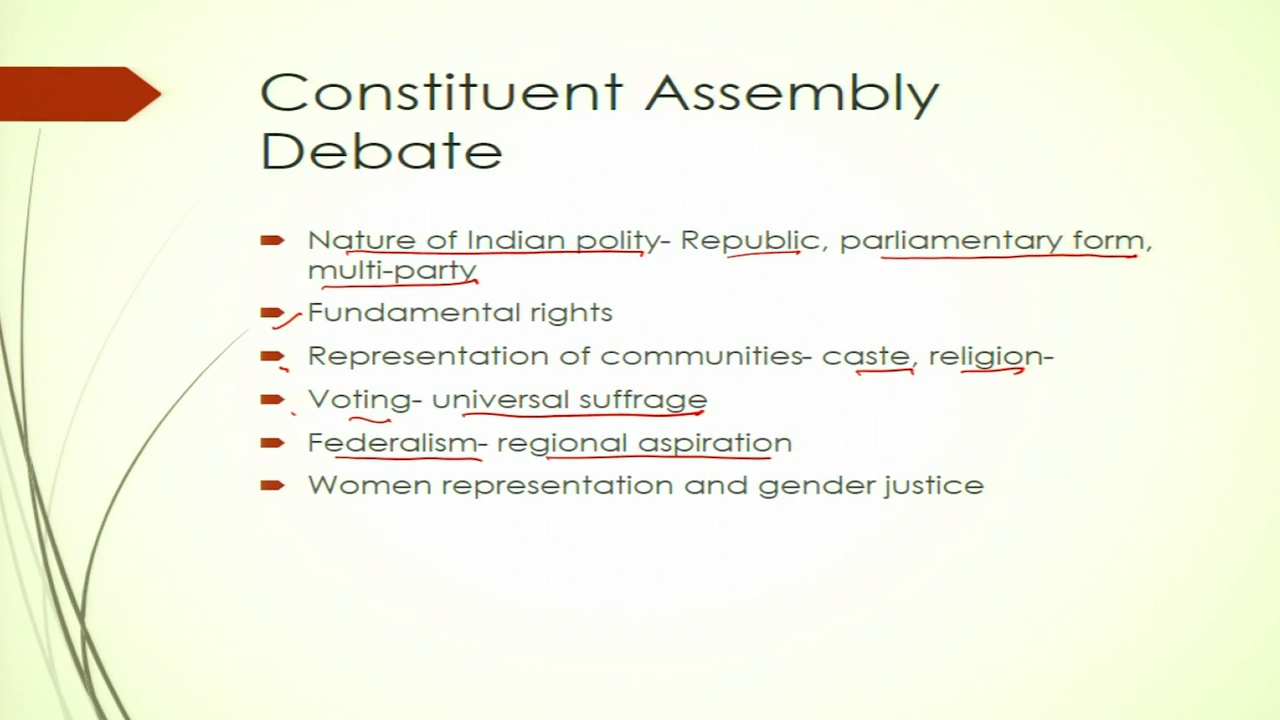 Constituent Assembly
Debate
Nature of Indian polity- Republic, parliamentary form,
multi-party
Fundamental rights
Representation of communities- caste, religion-
Voting- universal suffrage
Federalism- regional aspiration
Women representation and gender justice